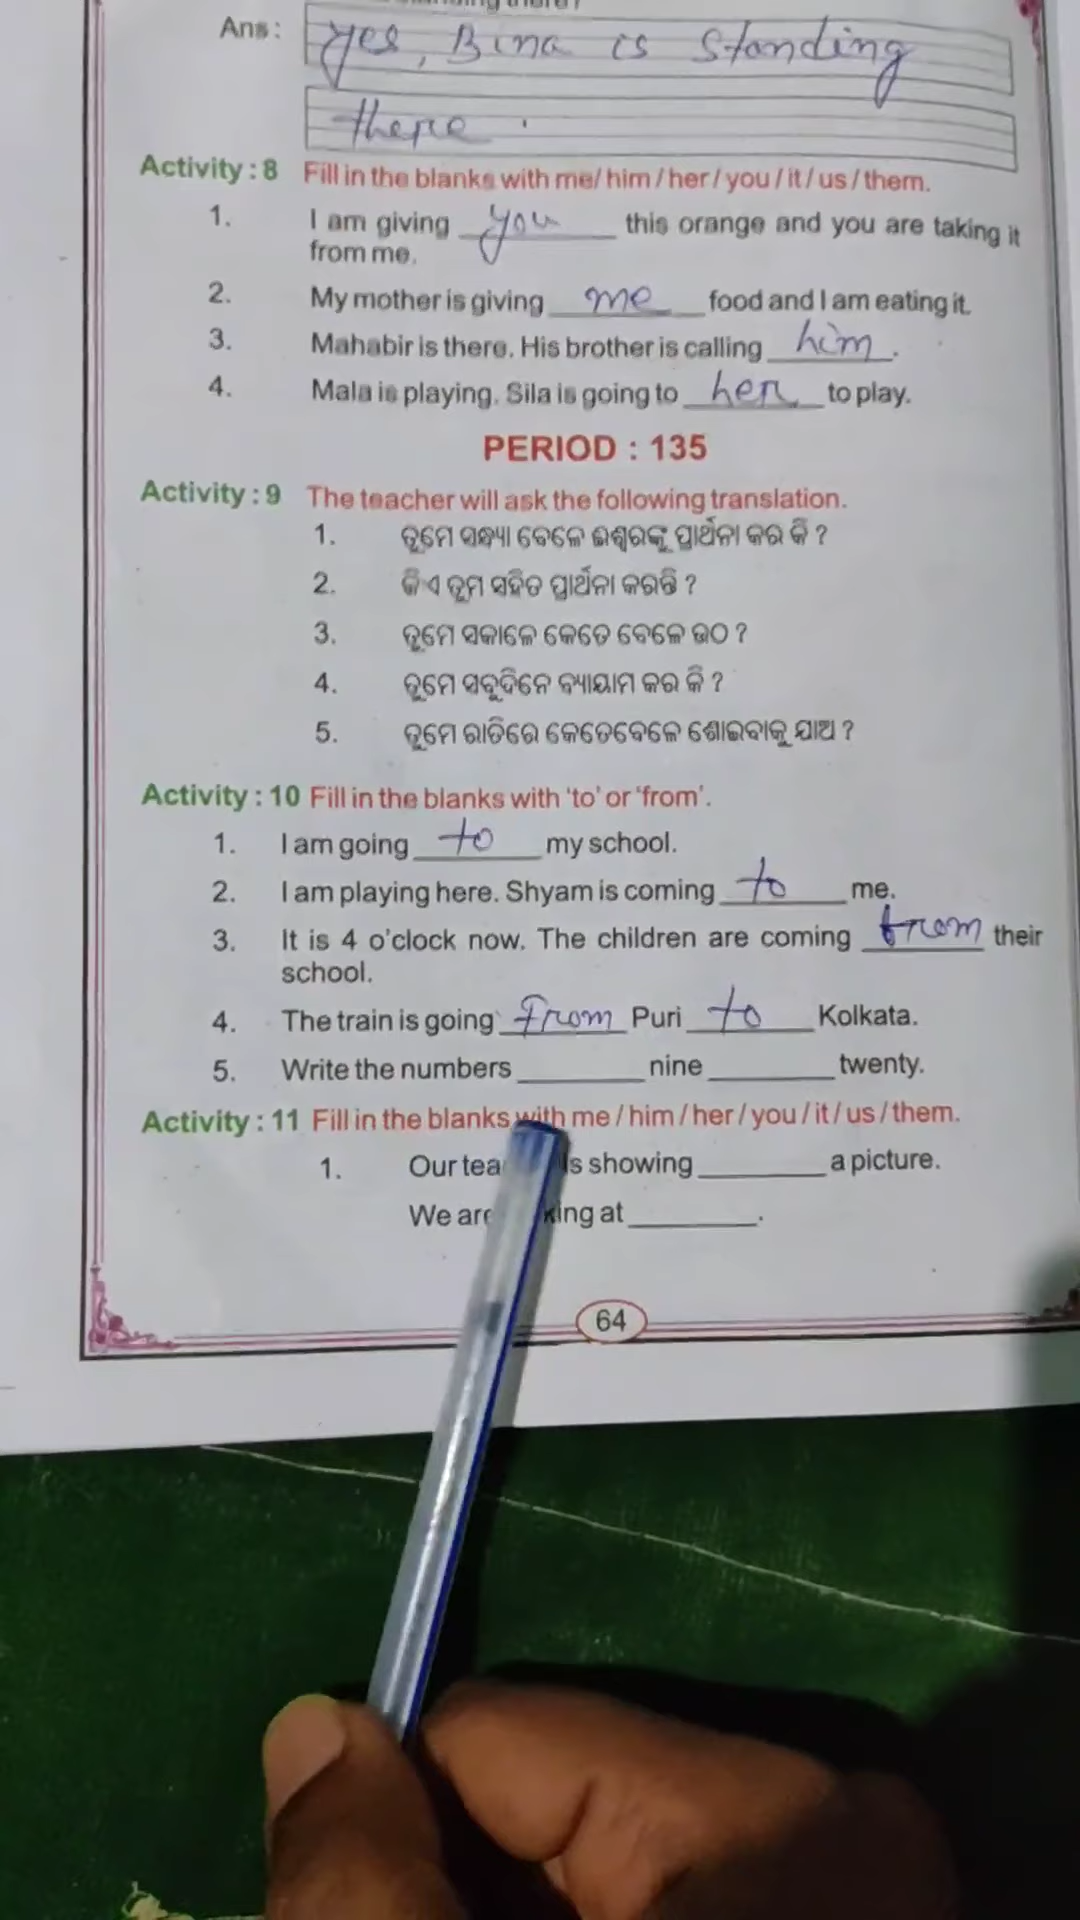 Ans:
Yes, Bina is standing
there.
Activity : 8 Fill in the blanks with me/ him / her / you / it / us / them.
1. I am giving you this orange and you are taking it
from me.
2. My mother is giving me food and I am eating it.
3. Mahabir is there. His brother is calling him.
4. Mala is playing. Sila is going to her to play.
PERIOD : 135
Activity : 9 The teacher will ask the following translation.
1. ତୁମେ ସନ୍ଧ୍ୟା ବେଳେ ଈଶ୍ୱରଙ୍କୁ ପ୍ରାର୍ଥନା କର କି ?
2. କିଏ ତୁମ ସହିତ ପ୍ରାର୍ଥନା କରନ୍ତି ?
3. ତୁମେ ସକାଳେ କେତେ ବେଳେ ଉଠ ?
4. ତୁମେ ସବୁଦିନେ ବ୍ୟାୟାମ କର କି ?
5. ତୁମେ ରାତିରେ କେତେବେଳେ ଶୋଇବାକୁ ଯାଅ ?
Activity : 10 Fill in the blanks with 'to' or 'from'.
1. I am going to my school.
2. I am playing here. Shyam is coming to me.
3. It is 4 o'clock now. The children are coming from their
school.
4. The train is going From Puri to Kolkata.
5. Write the numbers ________ nine ________ twenty.
Activity : 11 Fill in the blanks with me / him / her / you / it / us / them.
1. Our is showing ________ a picture.
We are at ________.
64